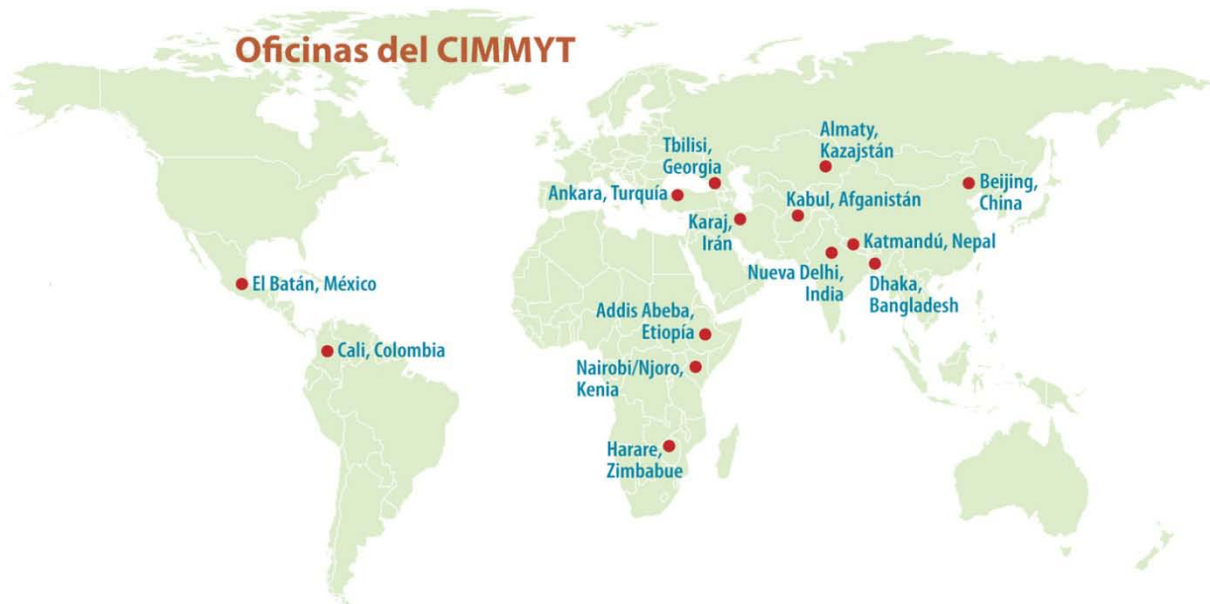 Oficinas del CIMMYT
Almaty,
Kazajstán
Tbilisi,
Georgia
Beijing,
China
Ankara, Turquía
Kabul, Afganistán
Karaj,
Irán
Katmandú, Nepal
Nueva Delhi,
India
Dhaka,
Bangladesh
El Batán, México
Addis Abeba,
Etiopía
Cali, Colombia
Nairobi/Njoro,
Kenia
Harare,
Zimbabue